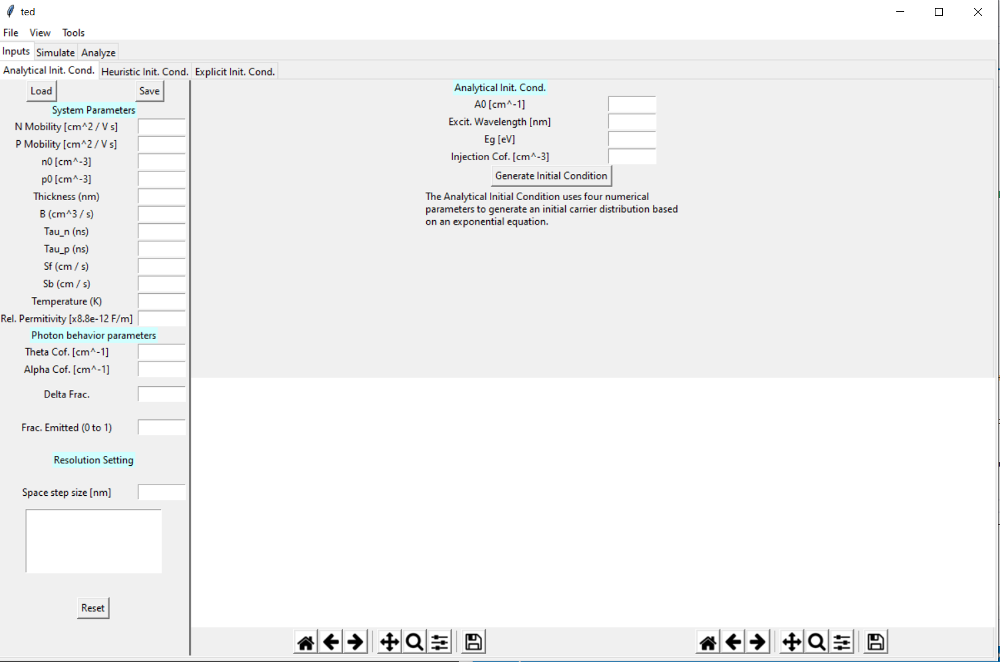 ted
File View Tools
Inputs Simulate Analyze
Analytical Init. Cond. Heuristic Init. Cond. Explicit Init. Cond.
Load Save
System Parameters
N Mobility [cm^2 / V s]
P Mobility [cm^2 / V s]
n0 [cm^-3]
p0 [cm^-3]
Thickness (nm)
B (cm^3 / s)
Tau_n (ns)
Tau_p (ns)
Sf (cm / s)
Sb (cm / s)
Temperature (K)
Rel. Permitivity [x8.8e-12 F/m]
Photon behavior parameters
Theta Cof. [cm^-1]
Alpha Cof. [cm^-1]
Delta Frac.
Frac. Emitted (0 to 1)
Resolution Setting
Space step size [nm]
Reset
Analytical Init. Cond.
A0 [cm^-1]
Excit. Wavelength [nm]
Eg [eV]
Injection Cof. [cm^-3]
Generate Initial Condition
The Analytical Initial Condition uses four numerical
parameters to generate an initial carrier distribution based
on an exponential equation.